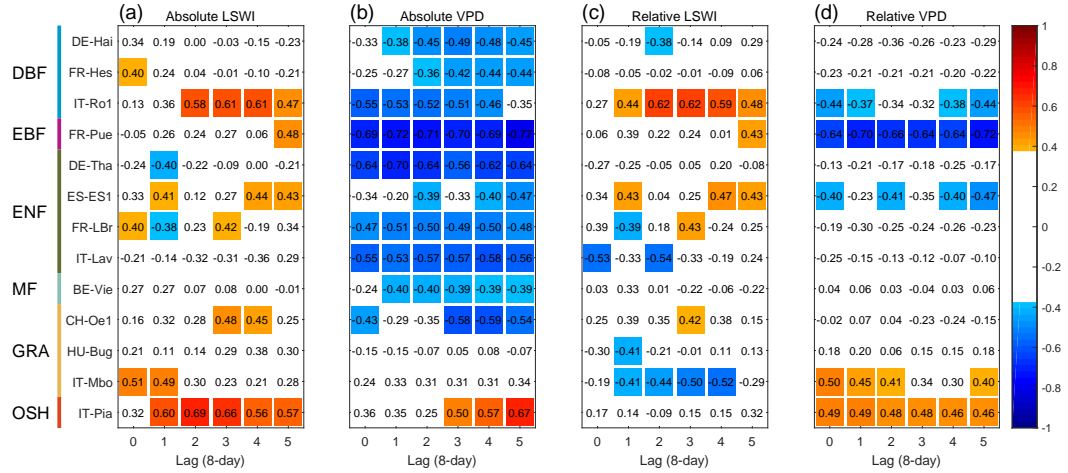 (a) Absolute LSWI (b) Absolute VPD (c) Relative LSWI (d) Relative VPD
DE-Hai 0.34 0.19 0.00 -0.03 -0.15 -0.23 -0.33 -0.38 -0.45 -0.49 -0.48 -0.45 -0.05 -0.19 -0.38 -0.14 0.09 0.29 -0.24 -0.28 -0.26 -0.23 -0.26 -0.29 1
DBF FR-Hes 0.40 0.24 0.04 -0.01 -0.10 -0.21 -0.25 -0.27 -0.36 -0.42 -0.44 -0.44 -0.08 -0.05 -0.02 -0.02 -0.06 -0.10 -0.23 -0.21 -0.21 -0.21 -0.20 -0.22 0.8
IT-Ro1 0.13 0.36 0.58 0.61 0.61 0.47 -0.55 -0.53 -0.52 -0.51 -0.46 -0.35 0.27 0.44 0.62 0.62 0.59 0.48 -0.44 -0.37 -0.34 -0.34 -0.38 -0.44 0.6
EBF FR-Pue -0.05 0.26 0.24 0.27 0.06 0.48 -0.69 -0.72 -0.71 -0.70 -0.69 -0.77 0.06 0.39 0.22 0.24 0.01 0.43 -0.64 -0.70 -0.66 -0.64 -0.64 -0.72 0.4
DE-Tha -0.24 -0.40 -0.22 -0.09 0.00 -0.21 -0.64 -0.70 -0.64 -0.56 -0.62 -0.64 -0.27 -0.25 -0.05 0.08 0.20 -0.08 -0.13 -0.21 -0.17 -0.18 -0.25 -0.17
ENF ES-ES1 0.33 0.41 0.12 0.27 0.44 0.43 -0.27 -0.32 -0.39 -0.34 -0.40 -0.47 0.34 0.43 0.04 0.25 0.47 0.43 -0.40 -0.34 -0.41 -0.35 -0.40 -0.47 0.2
FR-LBr 0.40 -0.38 0.23 0.42 -0.19 0.34 -0.47 -0.51 -0.50 -0.49 -0.50 -0.48 0.39 -0.39 0.18 0.43 -0.24 0.25 -0.33 -0.30 -0.25 -0.24 -0.24 -0.23 0
IT-Lav -0.21 -0.14 -0.32 -0.31 -0.36 0.29 -0.55 -0.53 -0.57 -0.57 -0.58 -0.56 -0.53 -0.33 -0.54 -0.33 -0.24 0.19 -0.07 -0.05 -0.09 -0.10 -0.12 -0.10 -0.2
MF BE-Vie 0.27 0.27 0.07 0.08 0.00 -0.01 -0.24 -0.40 -0.40 -0.39 -0.39 -0.39 0.33 0.03 -0.01 -0.22 -0.06 -0.22 0.04 0.06 0.03 -0.04 -0.03 0.06 -0.4
CH-Oe1 0.16 0.32 0.28 0.48 0.45 0.25 -0.43 -0.29 -0.35 -0.58 -0.59 -0.54 0.25 0.39 0.35 0.42 0.38 0.15 -0.02 0.07 0.04 -0.23 -0.24 -0.15
GRA HU-Bug 0.21 0.11 0.14 0.29 0.38 0.30 -0.15 -0.15 -0.07 0.05 0.08 -0.07 -0.30 -0.41 -0.21 -0.01 0.11 0.13 0.18 0.20 0.06 0.15 0.15 0.18 -0.6
IT-Mbo 0.51 0.49 0.30 0.23 0.21 0.28 0.24 0.33 0.31 0.31 0.31 0.34 -0.19 -0.41 -0.44 -0.50 -0.52 -0.29 0.50 0.45 0.41 0.34 0.30 0.40 -0.8
OSH IT-Pia 0.32 0.60 0.69 0.66 0.56 0.57 0.36 0.35 0.25 0.50 0.57 0.67 0.17 0.14 -0.09 0.15 0.15 0.32 0.49 0.49 0.48 0.48 0.46 0.46 -1
0 1 2 3 4 5 0 1 2 3 4 5 0 1 2 3 4 5 0 1 2 3 4 5
Lag (8-day) Lag (8-day) Lag (8-day) Lag (8-day)